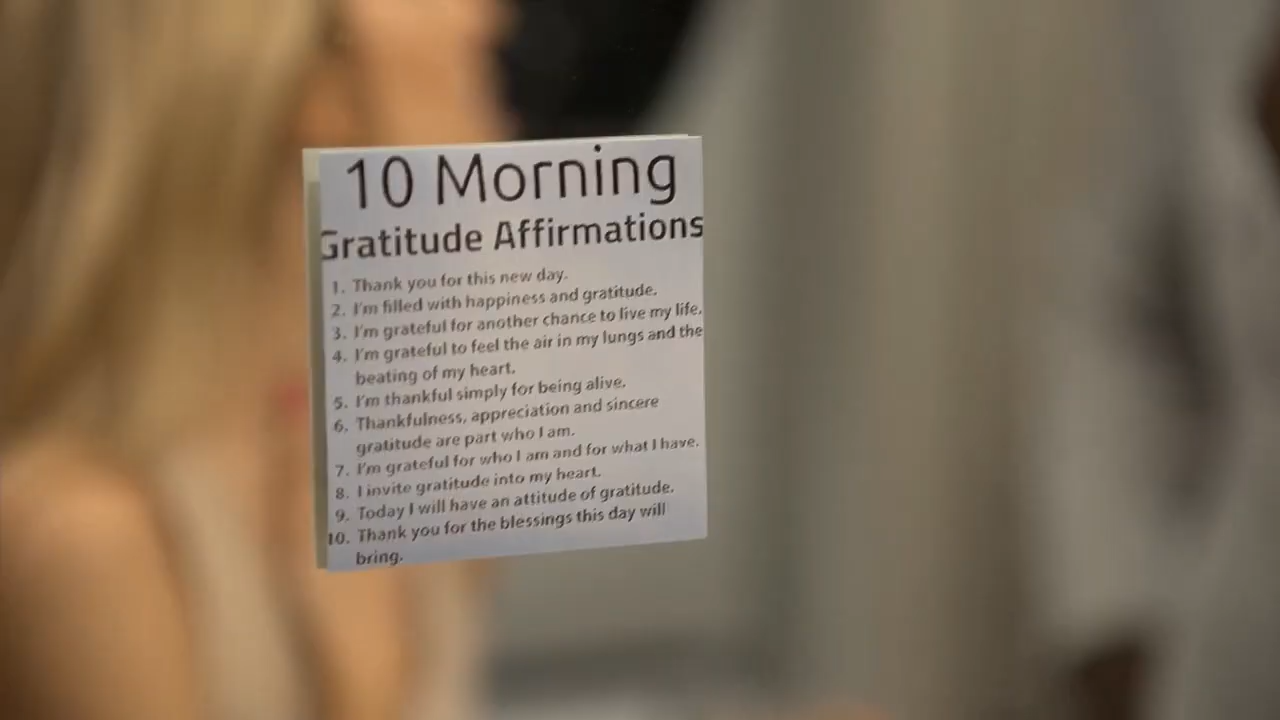 10 Morning
Gratitude Affirmations
1. Thank you for this new day.
2. I'm filled with happiness and gratitude.
3. I'm grateful for another chance to live my life.
4. I'm grateful to feel the air in my lungs and the
beating of my heart.
5. I'm thankful simply for being alive.
6. Thankfulness, appreciation and sincere
gratitude are part who I am.
7. I'm grateful for who I am and for what I have.
8. I invite gratitude into my heart.
9. Today I will have an attitude of gratitude.
10. Thank you for the blessings this day will
bring.